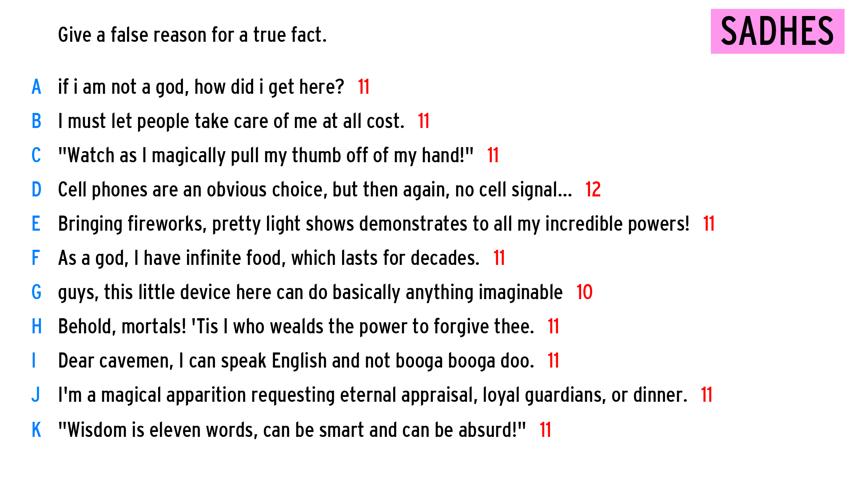 Give a false reason for a true fact.
SADHES
A if i am not a god, how did i get here? 11
B I must let people take care of me at all cost. 11
C "Watch as I magically pull my thumb off of my hand!" 11
D Cell phones are an obvious choice, but then again, no cell signal... 12
E Bringing fireworks, pretty light shows demonstrates to all my incredible powers! 11
F As a god, I have infinite food, which lasts for decades. 11
G guys, this little device here can do basically anything imaginable 10
H Behold, mortals! 'Tis I who wealds the power to forgive thee. 11
I Dear cavemen, I can speak English and not booga booga doo. 11
J I'm a magical apparition requesting eternal appraisal, loyal guardians, or dinner. 11
K "Wisdom is eleven words, can be smart and can be absurd!" 11